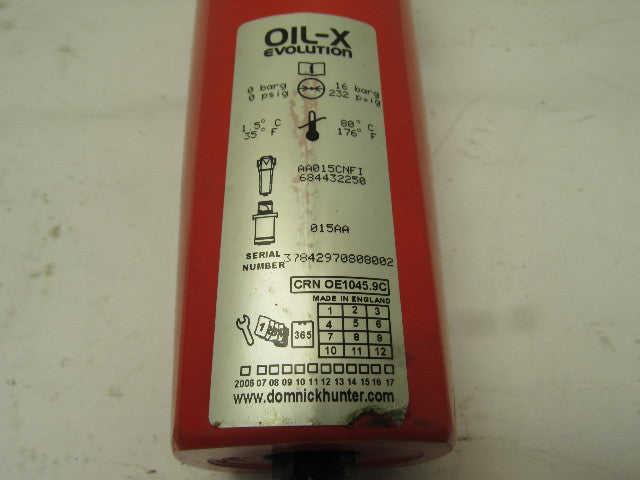 OIL-X
EVOLUTION
0 barg 16 barg
0 psig 232 psig
1.5° C 80° C
35° F 176° F
AA015CNFI
684432250
015AA
SERIAL
NUMBER 37842970808002
CRN OE1045.9C
MADE IN ENGLAND
1 2 3
4 5 6
7 8 9
10 11 12
1
365
2006 07 08 09 10 11 12 13 14 15 16 17
www.domnickhunter.com